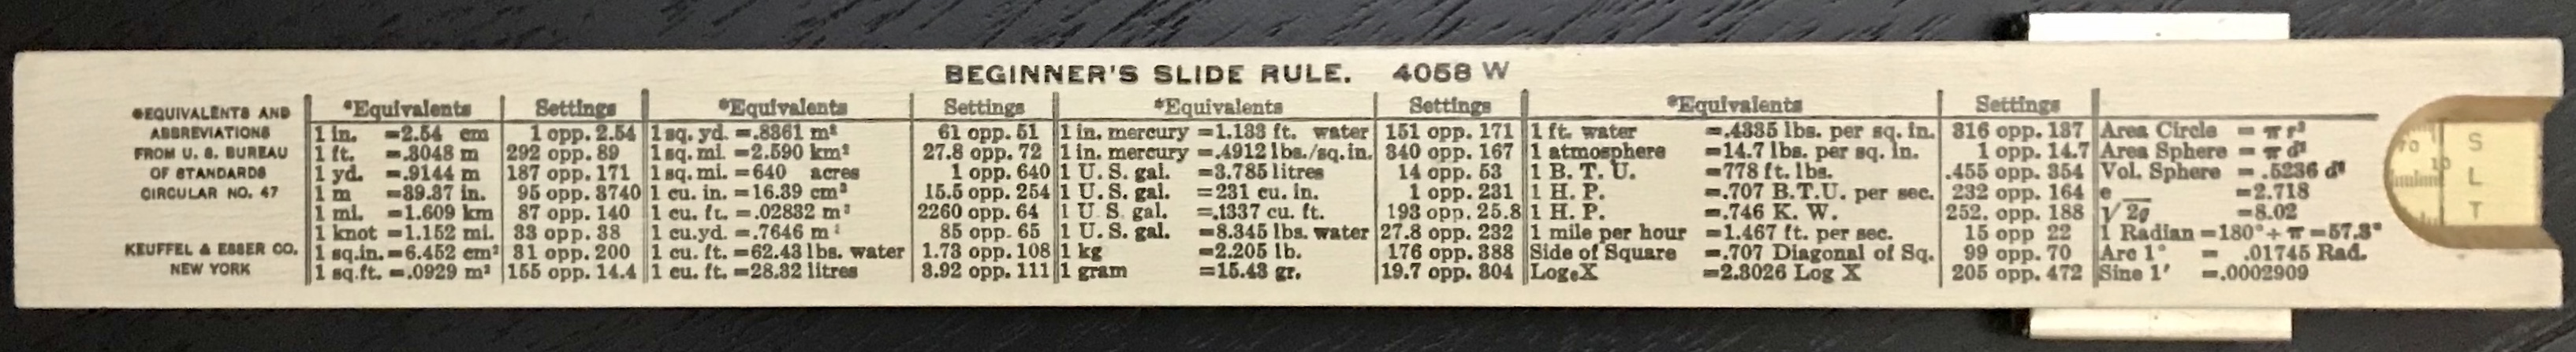 BEGINNER'S SLIDE RULE. 4058 W
*EQUIVALENTS AND *Equivalents Settings *Equivalents Settings *Equivalents Settings *Equivalents Settings
ABBREVIATIONS 1 in. =2.54 cm 1 opp. 2.54 1 sq. yd. =.8361 m² 61 opp. 51 1 in. mercury =1.133 ft. water 151 opp. 171 1 ft. water =.4335 lbs. per sq. in. 316 opp. 137 Area Circle = π r²
FROM U. S. BUREAU 1 ft. =.3048 m 292 opp. 89 1 sq. mi. =2.590 km² 27.8 opp. 72 1 in. mercury =.4912 lbs./sq.in. 340 opp. 167 1 atmosphere =14.7 lbs. per sq. in. 1 opp. 14.7 Area Sphere = π d²
OF STANDARDS 1 yd. =.9144 m 187 opp. 171 1 sq. mi. =640 acres 1 opp. 640 1 U. S. gal. =3.785 litres 14 opp. 53 1 B. T. U. =778 ft. lbs. .455 opp. 354 Vol. Sphere = .5236 d³
CIRCULAR NO. 47 1 m =39.37 in. 95 opp. 3740 1 cu. in. =16.39 cm³ 15.5 opp. 254 1 U. S. gal. =231 cu. in. 1 opp. 231 1 H. P. =.707 B.T.U. per sec. 232 opp. 164 e =2.718
1 mi. =1.609 km 87 opp. 140 1 cu. ft. =.02832 m³ 2260 opp. 64 1 U. S. gal. =.1337 cu. ft. 193 opp. 25.8 1 H. P. =.746 K. W. 252. opp. 188 √2g =8.02
1 knot =1.152 mi. 33 opp. 38 1 cu.yd. =.7646 m³ 85 opp. 65 1 U. S. gal. =8.345 lbs. water 27.8 opp. 232 1 mile per hour =1.467 ft. per sec. 15 opp 22 1 Radian =180°÷π=57.3°
KEUFFEL & ESSER CO. 1 sq.in. =6.452 cm² 31 opp. 200 1 cu. ft. =62.43 lbs. water 1.73 opp. 108 1 kg =2.205 lb. 176 opp. 388 Side of Square =.707 Diagonal of Sq. 99 opp. 70 Arc 1° = .01745 Rad.
NEW YORK 1 sq.ft. =.0929 m² 155 opp. 14.4 1 cu. ft. =28.32 litres 3.92 opp. 111 1 gram =15.43 gr. 19.7 opp. 304 LogₑX =2.3026 Log X 205 opp. 472 Sine 1′ =.0002909
S
70 10
L
T